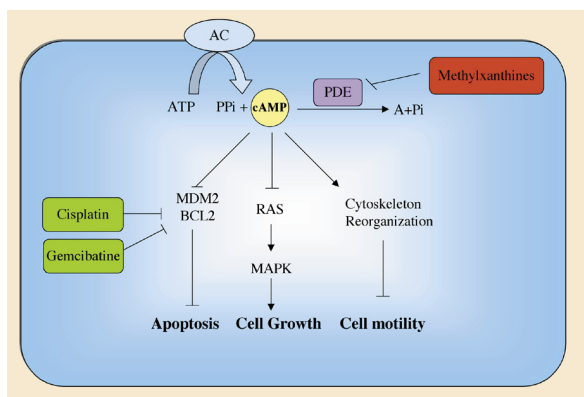 AC
ATP PPi + cAMP
PDE
Methylxanthines
A+Pi
MDM2
BCL2
RAS
Cytoskeleton
Reorganization
Cisplatin
Gemcibatine
MAPK
Apoptosis Cell Growth Cell motility